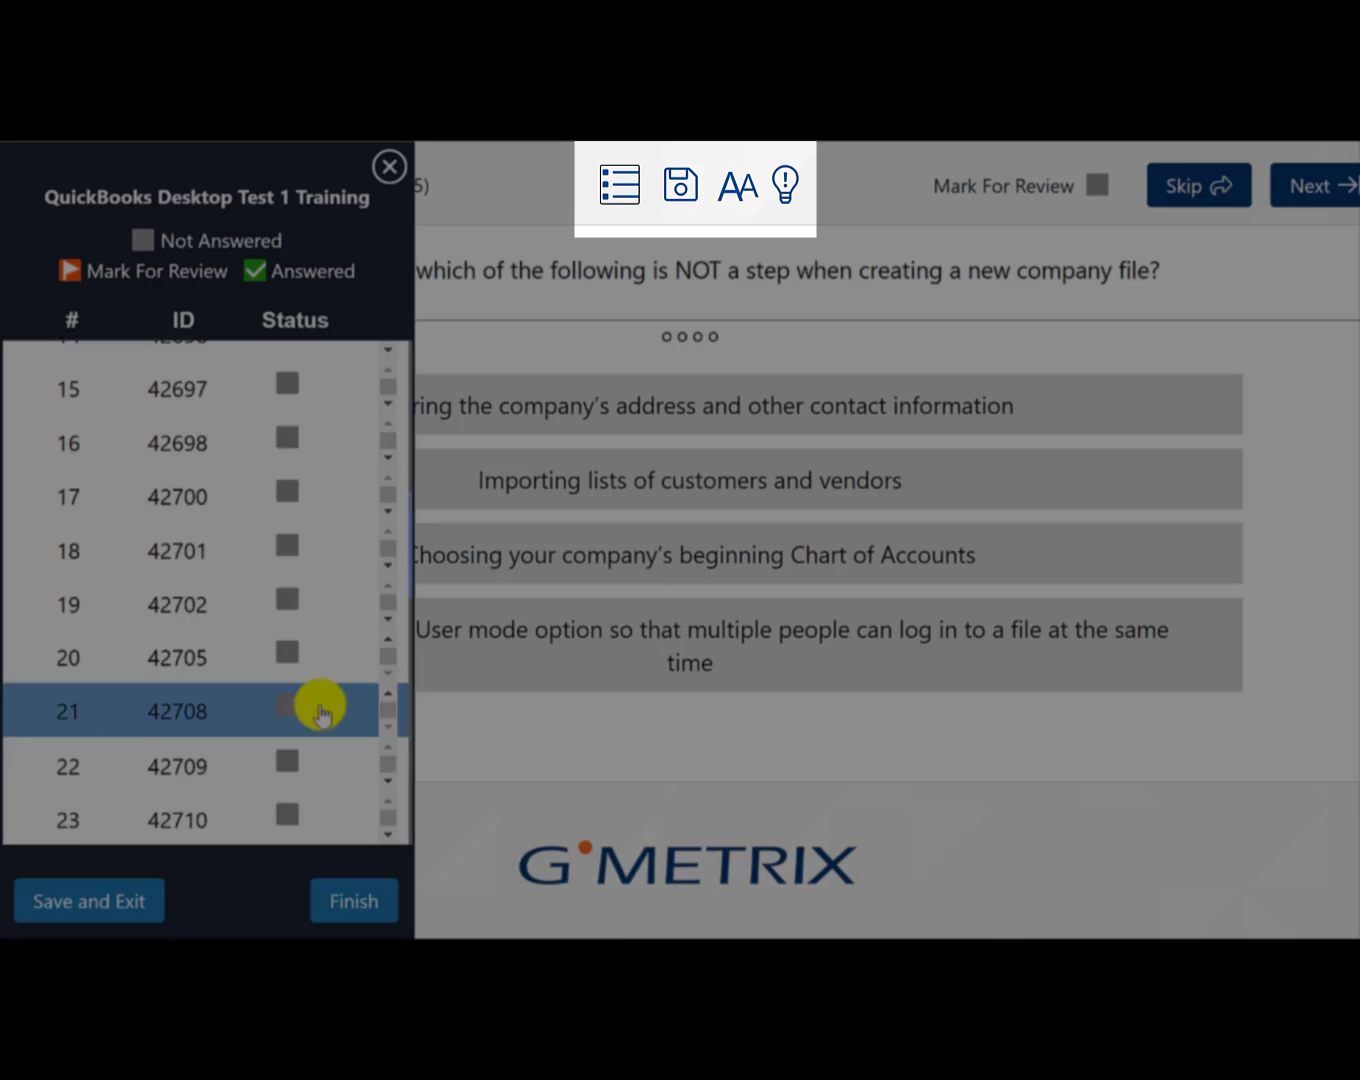 QuickBooks Desktop Test 1 Training
Not Answered
Mark For Review
Answered
# ID Status
15 42697
16 42698
17 42700
18 42701
19 42702
20 42705
21 42708
22 42709
23 42710
Save and Exit
Finish
5)
AA
Mark For Review
Skip
Next
which of the following is NOT a step when creating a new company file?
ring the company's address and other contact information
Importing lists of customers and vendors
Choosing your company's beginning Chart of Accounts
User mode option so that multiple people can log in to a file at the same
time
GMETRIX